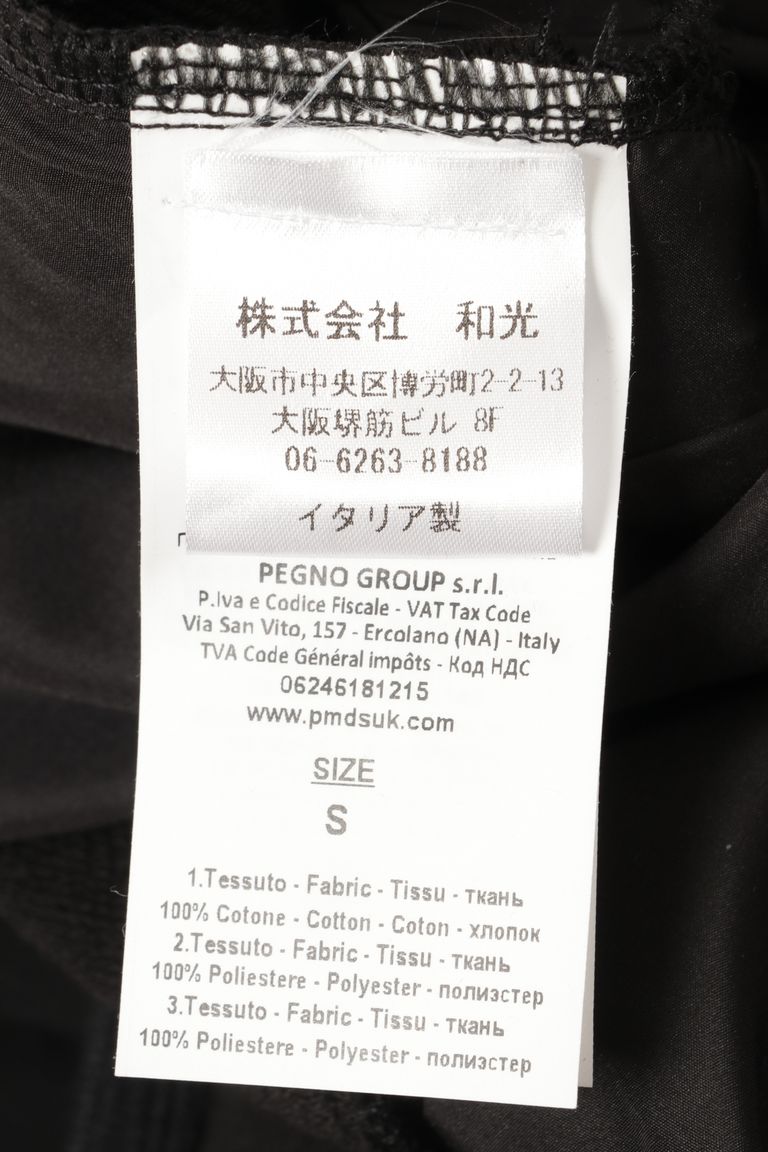 株式会社 和光
大阪市中央区博労町2-2-13
大阪堺筋ビル 8F
06-6263-8188
イタリア製
PEGNO GROUP s.r.l.
P.Iva e Codice Fiscale - VAT Tax Code
Via San Vito, 157 - Ercolano (NA) - Italy
TVA Code Général impôts - Код НДС
06246181215
www.pmdsuk.com
SIZE
S
1.Tessuto - Fabric - Tissu - ткань
100% Cotone - Cotton - Coton - хлопок
2.Tessuto - Fabric - Tissu - ткань
100% Poliestere - Polyester - полиэстер
3.Tessuto - Fabric - Tissu - ткань
100% Poliestere - Polyester - полиэстер